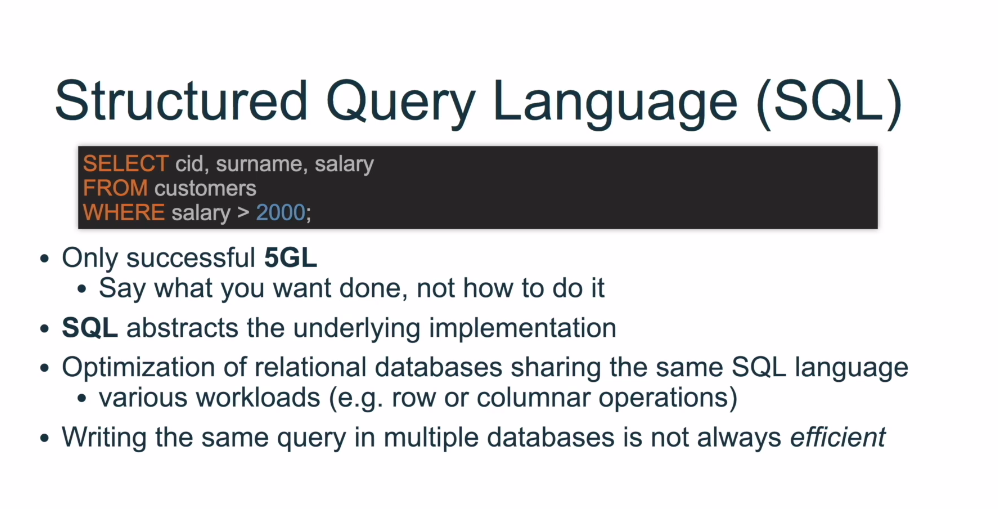 Structured Query Language (SQL)
SELECT cid, surname, salary
FROM customers
WHERE salary > 2000;
• Only successful 5GL
• Say what you want done, not how to do it
• SQL abstracts the underlying implementation
• Optimization of relational databases sharing the same SQL language
• various workloads (e.g. row or columnar operations)
• Writing the same query in multiple databases is not always efficient